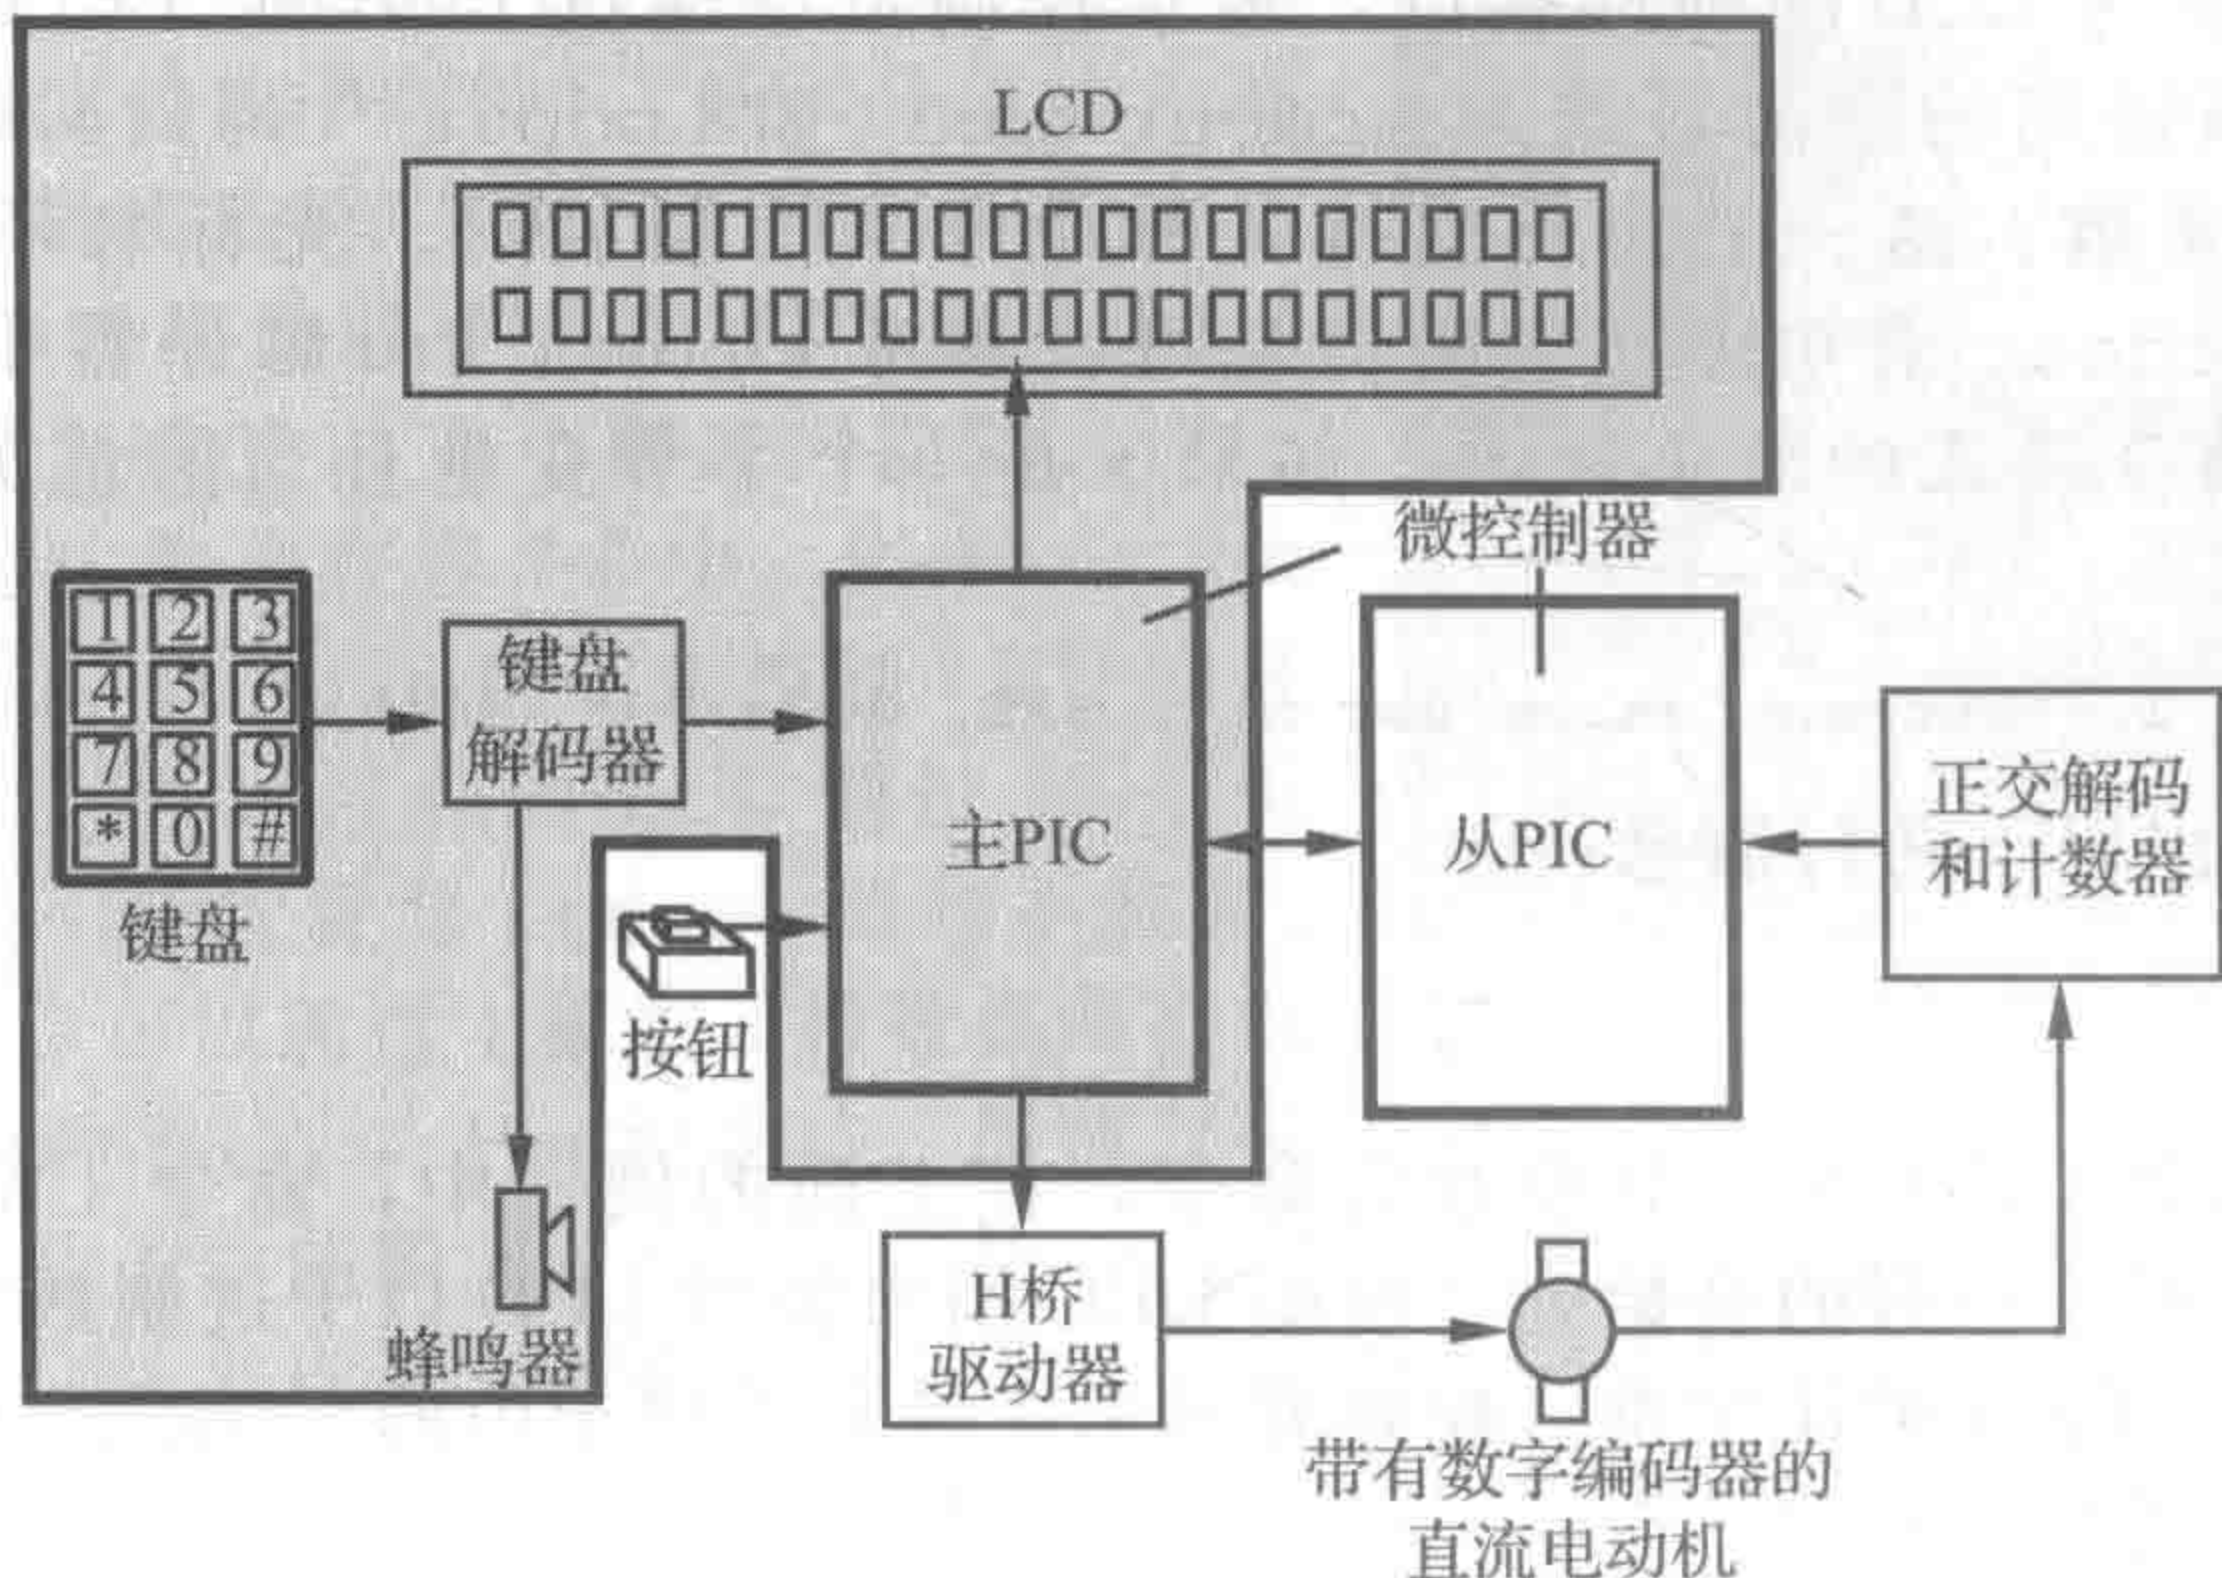 LCD
微控制器
1 2 3
4 5 6
7 8 9
* 0 #
键盘
键盘
解码器
主PIC
从PIC
正交解码
和计数器
按钮
蜂鸣器
H桥
驱动器
带有数字编码器的
直流电动机